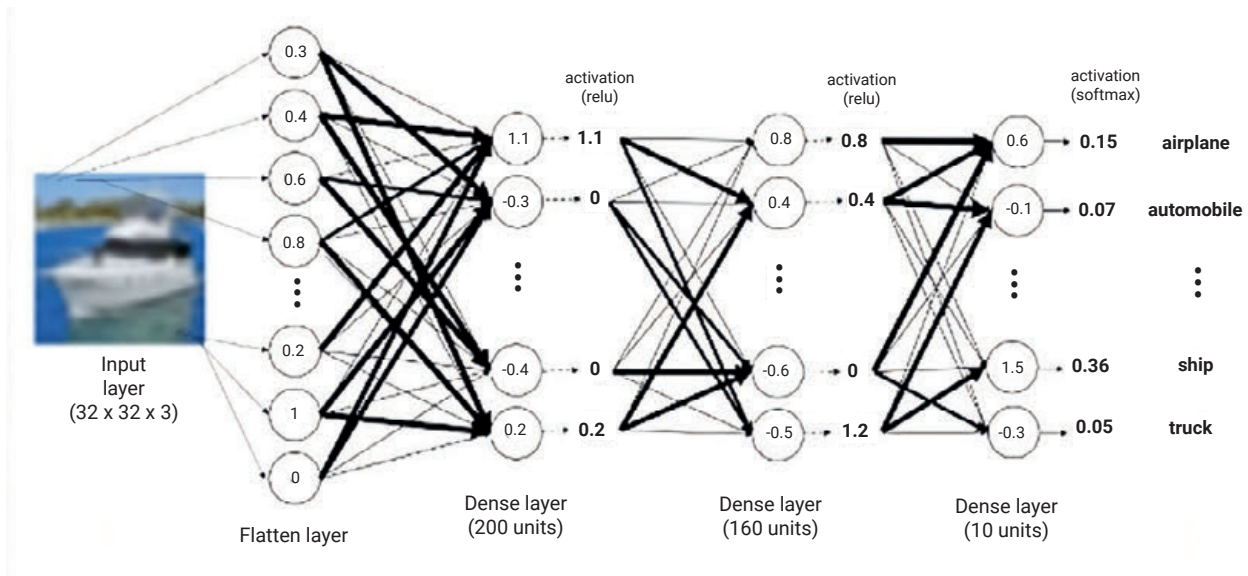 0.3
0.4
0.6
0.8
0.2
1
0
Input
layer
(32 x 32 x 3)
Flatten layer
1.1
-0.3
-0.4
0.2
Dense layer
(200 units)
activation
(relu)
1.1
0
0
0.2
0.8
0.4
-0.6
-0.5
Dense layer
(160 units)
activation
(relu)
0.8
0.4
0
1.2
0.6
-0.1
1.5
-0.3
Dense layer
(10 units)
activation
(softmax)
0.15
0.07
0.36
0.05
airplane
automobile
ship
truck